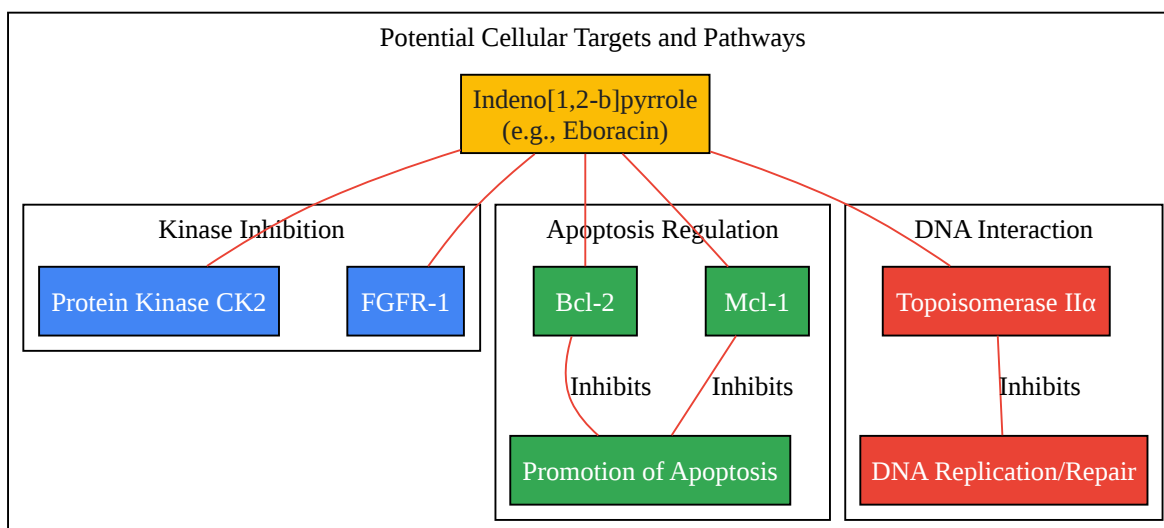 Potential Cellular Targets and Pathways
Indeno[1,2-b]pyrrole
(e.g., Eboracin)
Kinase Inhibition
Apoptosis Regulation
DNA Interaction
Protein Kinase CK2
FGFR-1
Bcl-2
Mcl-1
Topoisomerase IIα
Inhibits
Inhibits
Inhibits
Promotion of Apoptosis
DNA Replication/Repair